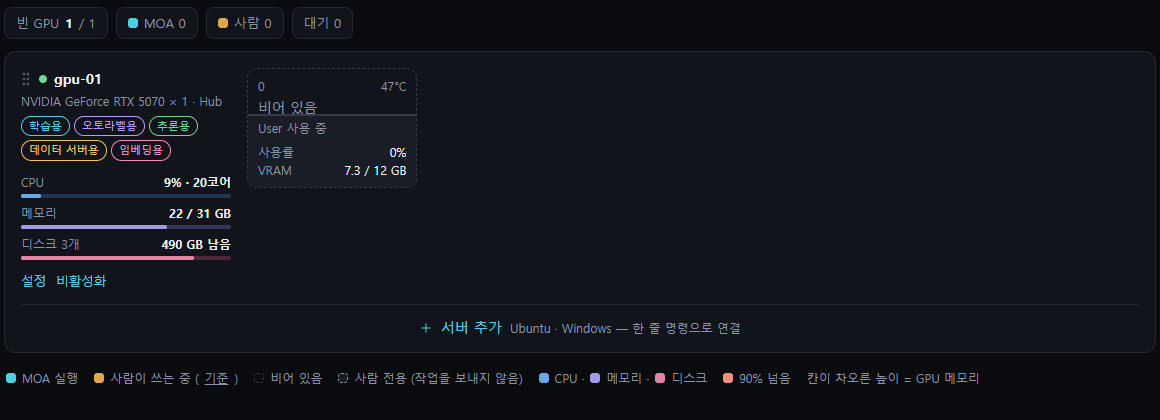 빈 GPU 1 / 1 MOA 0 사람 0 대기 0
gpu-01
NVIDIA GeForce RTX 5070 × 1 · Hub
학습용 오토라벨용 추론용
데이터 서버용 임베딩용
CPU 9% · 20코어
메모리 22 / 31 GB
디스크 3개 490 GB 남음
설정 비활성화
0 47°C
비어 있음
User 사용 중
사용률 0%
VRAM 7.3 / 12 GB
+ 서버 추가 Ubuntu · Windows — 한 줄 명령으로 연결
MOA 실행 사람이 쓰는 중 ( 기준 ) 비어 있음 사람 전용 (작업을 보내지 않음) CPU · 메모리 · 디스크 90% 넘음 칸이 차오른 높이 = GPU 메모리